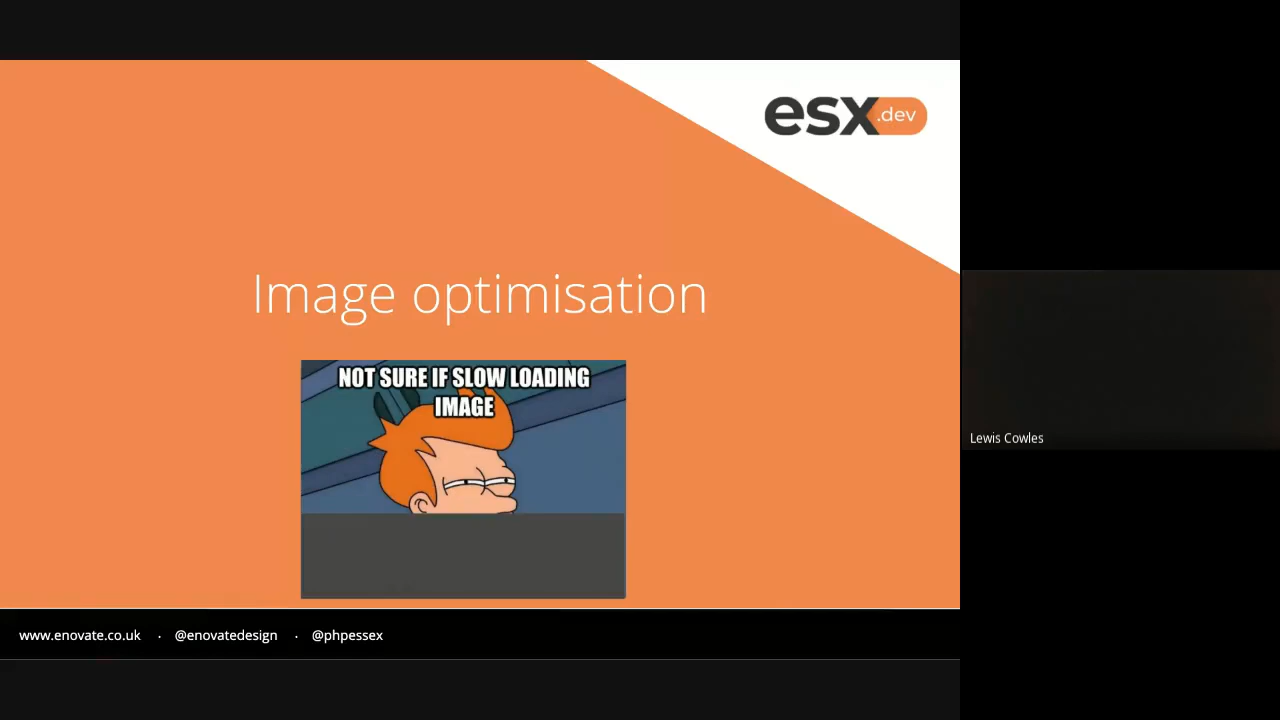 esx.dev
Image optimisation
NOT SURE IF SLOW LOADING
IMAGE
Lewis Cowles
www.enovate.co.uk · @enovatedesign · @phpessex